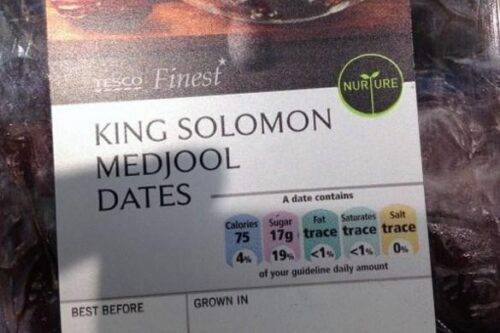 TESCO Finest*
NURTURE
KING SOLOMON
MEDJOOL
DATES
A date contains
Calories Sugar Fat Saturates Salt
75 17g trace trace trace
4% 19% <1% <1% 0%
of your guideline daily amount
BEST BEFORE GROWN IN